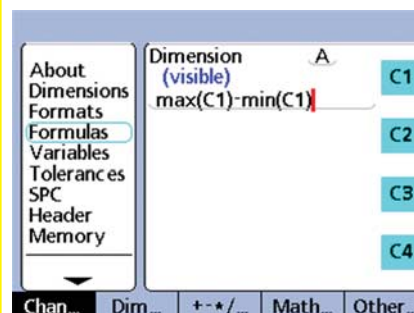 About
Dimensions
Formats
Formulas
Variables
Tolerances
SPC
Header
Memory
Dimension A
(visible)
max(C1)-min(C1)
C1
C2
C3
C4
Chan... Dim... +-*/... Math... Other...